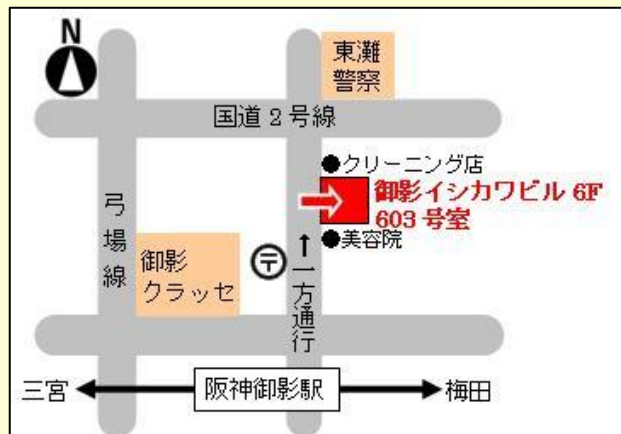 N
東灘
警察
国道2号線
●クリーニング店
御影イシカワビル 6F
603 号室
●美容院
弓場線
御影
クラッセ
〒
↑一方通行
三宮
阪神御影駅
梅田